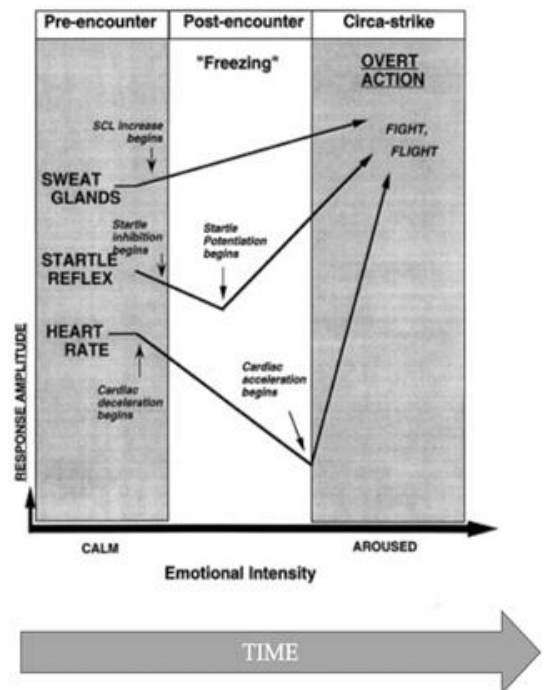 Pre-encounter Post-encounter Circa-strike
"Freezing"
OVERT
ACTION
SCL increase
begins
FIGHT,
FLIGHT
SWEAT
GLANDS
Startle
inhibition
begins
Startle
Potentiation
begins
STARTLE
REFLEX
HEART
RATE
Cardiac
deceleration
begins
Cardiac
acceleration
begins
RESPONSE AMPLITUDE
CALM AROUSED
Emotional Intensity
TIME